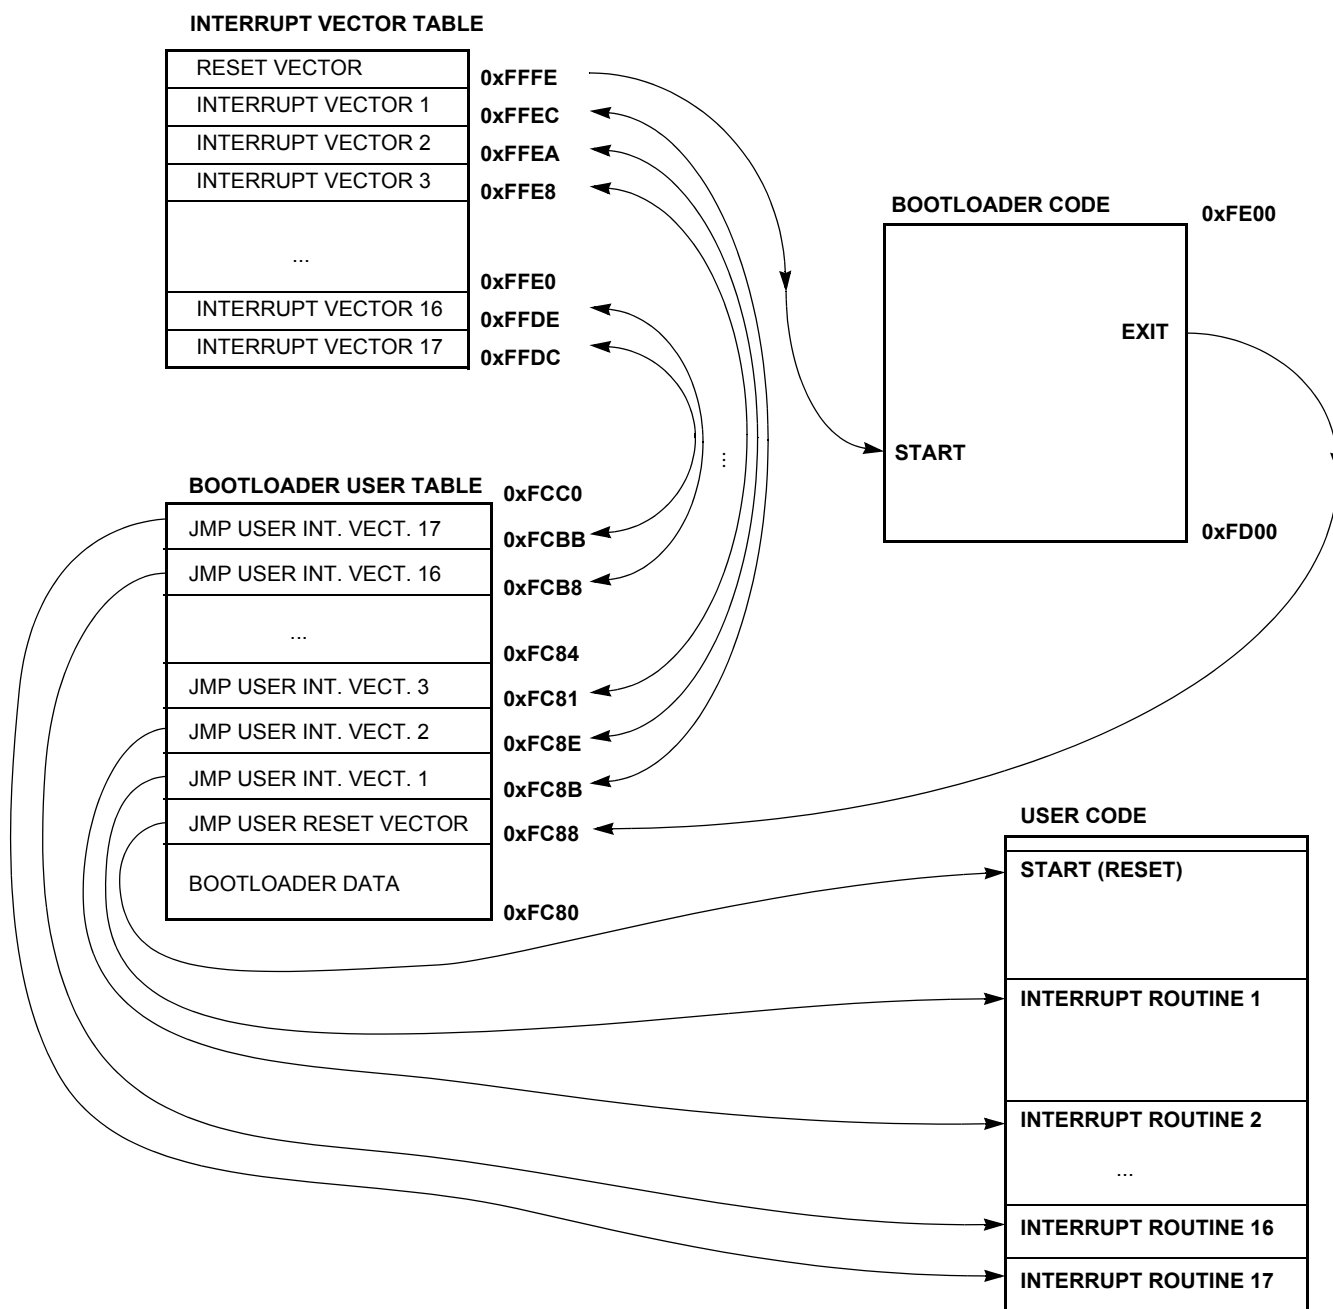 INTERRUPT VECTOR TABLE
RESET VECTOR
0xFFFE
INTERRUPT VECTOR 1
0xFFEC
INTERRUPT VECTOR 2
0xFFEA
INTERRUPT VECTOR 3
0xFFE8
...
0xFFE0
INTERRUPT VECTOR 16
0xFFDE
INTERRUPT VECTOR 17
0xFFDC
BOOTLOADER CODE
0xFE00
EXIT
START
0xFD00
...
BOOTLOADER USER TABLE
0xFCC0
JMP USER INT. VECT. 17
0xFCBB
JMP USER INT. VECT. 16
0xFCB8
...
0xFC84
JMP USER INT. VECT. 3
0xFC81
JMP USER INT. VECT. 2
0xFC8E
JMP USER INT. VECT. 1
0xFC8B
JMP USER RESET VECTOR
0xFC88
BOOTLOADER DATA
0xFC80
USER CODE
START (RESET)
INTERRUPT ROUTINE 1
INTERRUPT ROUTINE 2
...
INTERRUPT ROUTINE 16
INTERRUPT ROUTINE 17